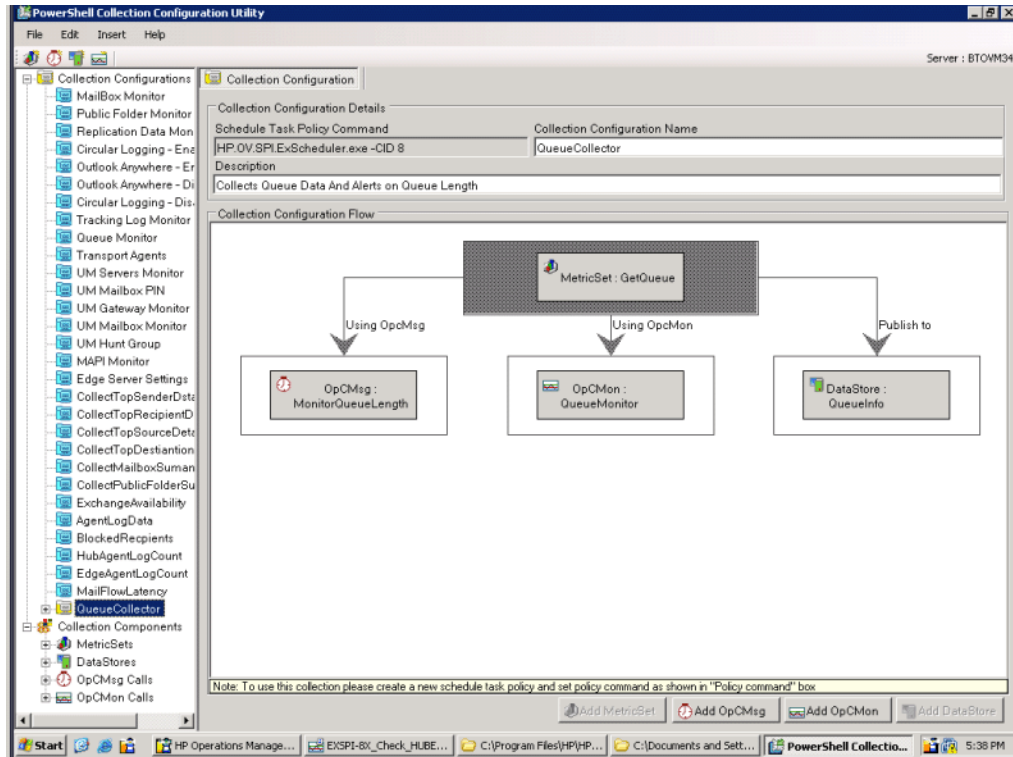 PowerShell Collection Configuration Utility
File Edit Insert Help
Server : BTOVM34
Collection Configurations
MailBox Monitor
Public Folder Monitor
Replication Data Mon
Circular Logging - Ena
Outlook Anywhere - Er
Outlook Anywhere - Di
Circular Logging - Dis
Tracking Log Monitor
Queue Monitor
Transport Agents
UM Servers Monitor
UM Mailbox PIN
UM Gateway Monitor
UM Mailbox Monitor
UM Hunt Group
MAPI Monitor
Edge Server Settings
CollectTopSenderDsta
CollectTopRecipientD
CollectTopSourceDeta
CollectTopDestiantion
CollectMailboxSuman
CollectPublicFolderSu
ExchangeAvailability
AgentLogData
BlockedRecpients
HubAgentLogCount
EdgeAgentLogCount
MailFlowLatency
QueueCollector
Collection Components
MetricSets
DataStores
OpCMsg Calls
OpCMon Calls
Collection Configuration
Collection Configuration Details
Schedule Task Policy Command
Collection Configuration Name
HP.OV.SPI.ExScheduler.exe -CID 8
QueueCollector
Description
Collects Queue Data And Alerts on Queue Length
Collection Configuration Flow
MetricSet : GetQueue
Using OpcMsg
Using OpcMon
Publish to
OpCMsg :
MonitorQueueLength
OpCMon :
QueueMonitor
DataStore :
QueueInfo
Note: To use this collection please create a new schedule task policy and set policy command as shown in "Policy command" box
Add MetricSet
Add OpCMsg
Add OpCMon
Add DataStore
Start
HP Operations Manage...
EXSPI-8X_Check_HUBE...
C:\Program Files\HP\HP...
C:\Documents and Sett...
PowerShell Collectio...
5:38 PM